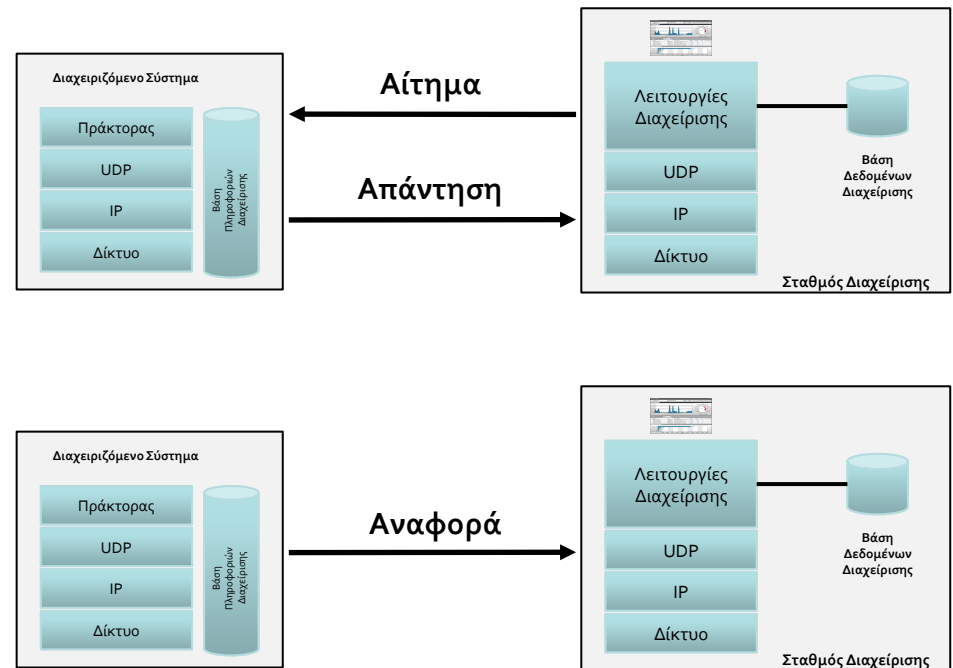 Διαχειριζόμενο Σύστημα
Πράκτορας
UDP
IP
Δίκτυο
Βάση
Πληροφοριών
Διαχείρισης
Αίτημα
Απάντηση
Λειτουργίες
Διαχείρισης
UDP
IP
Δίκτυο
Βάση
Δεδομένων
Διαχείρισης
Σταθμός Διαχείρισης
Διαχειριζόμενο Σύστημα
Πράκτορας
UDP
IP
Δίκτυο
Βάση
Πληροφοριών
Διαχείρισης
Αναφορά
Λειτουργίες
Διαχείρισης
UDP
IP
Δίκτυο
Βάση
Δεδομένων
Διαχείρισης
Σταθμός Διαχείρισης